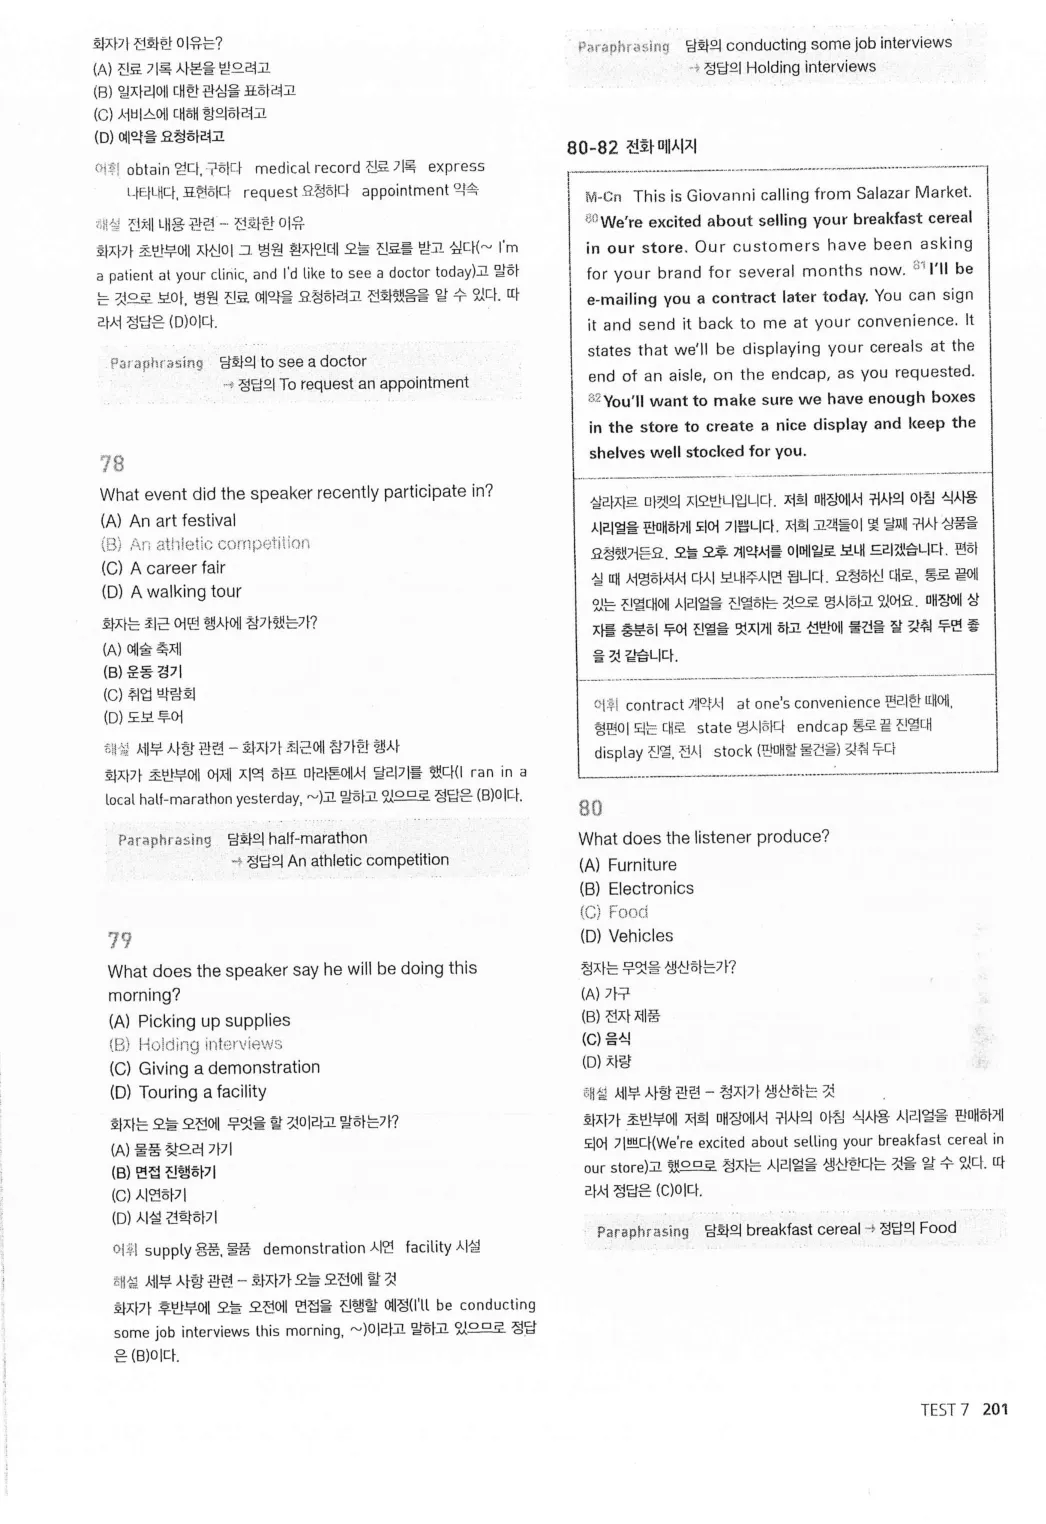 화자가 전화한 이유는?
(A) 진료 기록 사본을 받으려고
(B) 일자리에 대한 관심을 표하려고
(C) 서비스에 대해 항의하려고
(D) 예약을 요청하려고
어휘 obtain 얻다, 구하다 medical record 진료 기록 express
나타내다, 표현하다 request 요청하다 appointment 약속
해설 전체 내용 관련 – 전화한 이유
화자가 초반부에 자신이 그 병원 환자인데 오늘 진료를 받고 싶다(~ I'm
a patient at your clinic, and I'd like to see a doctor today)고 말하
는 것으로 보아, 병원 진료 예약을 요청하려고 전화했음을 알 수 있다. 따
라서 정답은 (D)이다.
Paraphrasing 담화의 to see a doctor
→ 정답의 To request an appointment
78
What event did the speaker recently participate in?
(A) An art festival
(B) An athletic competition
(C) A career fair
(D) A walking tour
화자는 최근 어떤 행사에 참가했는가?
(A) 예술 축제
(B) 운동 경기
(C) 취업 박람회
(D) 도보 투어
해설 세부 사항 관련 – 화자가 최근에 참가한 행사
화자가 초반부에 어제 지역 하프 마라톤에서 달리기를 했다(I ran in a
local half-marathon yesterday, ~)고 말하고 있으므로 정답은 (B)이다.
Paraphrasing 담화의 half-marathon
→ 정답의 An athletic competition
79
What does the speaker say he will be doing this
morning?
(A) Picking up supplies
(B) Holding interviews
(C) Giving a demonstration
(D) Touring a facility
화자는 오늘 오전에 무엇을 할 것이라고 말하는가?
(A) 물품 찾으러 가기
(B) 면접 진행하기
(C) 시연하기
(D) 시설 견학하기
어휘 supply 용품, 물품 demonstration 시연 facility 시설
해설 세부 사항 관련 – 화자가 오늘 오전에 할 것
화자가 후반부에 오늘 오전에 면접을 진행할 예정(I'll be conducting
some job interviews this morning, ~)이라고 말하고 있으므로 정답
은 (B)이다.
Paraphrasing 담화의 conducting some job interviews
→ 정답의 Holding interviews
80-82 전화 메시지
M-Cn This is Giovanni calling from Salazar Market.
80 We're excited about selling your breakfast cereal
in our store. Our customers have been asking
for your brand for several months now. 81 I'll be
e-mailing you a contract later today. You can sign
it and send it back to me at your convenience. It
states that we'll be displaying your cereals at the
end of an aisle, on the endcap, as you requested.
82 You'll want to make sure we have enough boxes
in the store to create a nice display and keep the
shelves well stocked for you.
살라자르 마켓의 지오반니입니다. 저희 매장에서 귀사의 아침 식사용
시리얼을 판매하게 되어 기쁩니다. 저희 고객들이 몇 달째 귀사 상품을
요청했거든요. 오늘 오후 계약서를 이메일로 보내 드리겠습니다. 편하
실 때 서명하셔서 다시 보내주시면 됩니다. 요청하신 대로, 통로 끝에
있는 진열대에 시리얼을 진열하는 것으로 명시하고 있어요. 매장에 상
자를 충분히 두어 진열을 멋지게 하고 선반에 물건을 잘 갖춰 두면 좋
을 것 같습니다.
어휘 contract 계약서 at one's convenience 편리한 때에,
형편이 되는 대로 state 명시하다 endcap 통로 끝 진열대
display 진열, 전시 stock (판매할 물건을) 갖춰 두다
80
What does the listener produce?
(A) Furniture
(B) Electronics
(C) Food
(D) Vehicles
청자는 무엇을 생산하는가?
(A) 가구
(B) 전자 제품
(C) 음식
(D) 차량
해설 세부 사항 관련 – 청자가 생산하는 것
화자가 초반부에 저희 매장에서 귀사의 아침 식사용 시리얼을 판매하게
되어 기쁘다(We're excited about selling your breakfast cereal in
our store)고 했으므로 청자는 시리얼을 생산한다는 것을 알 수 있다. 따
라서 정답은 (C)이다.
Paraphrasing 담화의 breakfast cereal → 정답의 Food
TEST 7 201